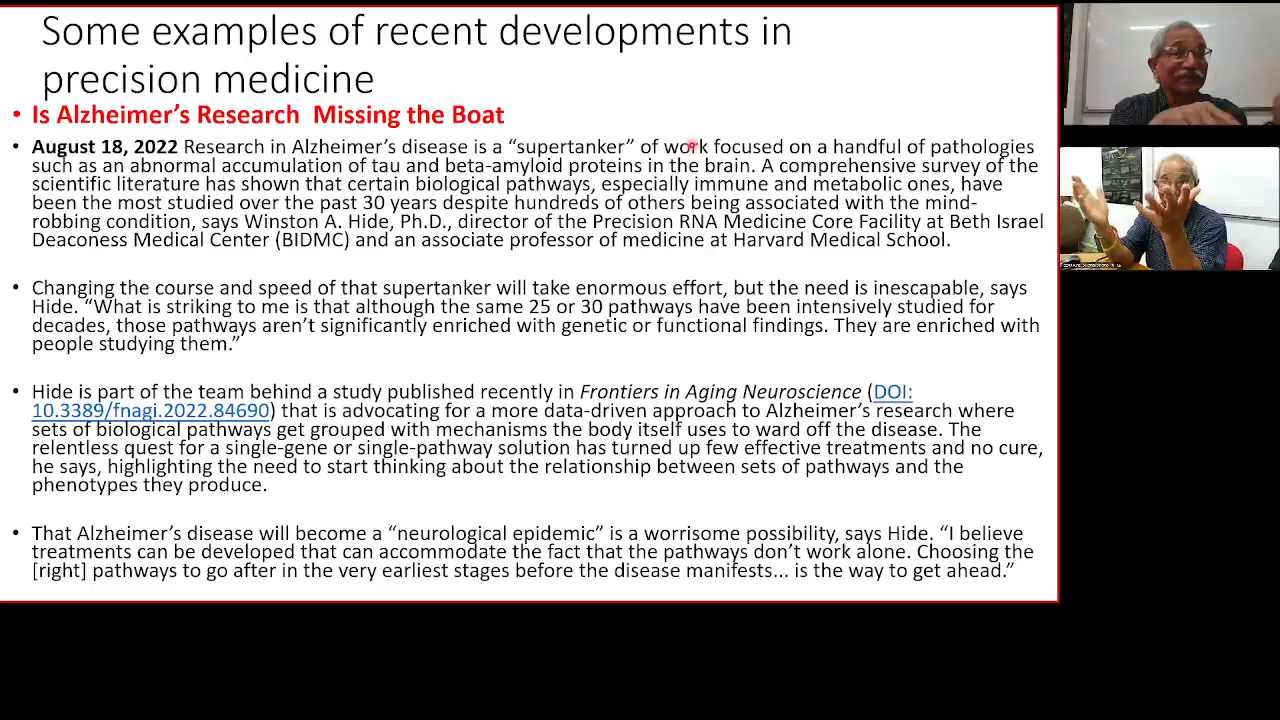 Some examples of recent developments in
precision medicine
• Is Alzheimer’s Research Missing the Boat
• August 18, 2022 Research in Alzheimer’s disease is a “supertanker” of work focused on a handful of pathologies
such as an abnormal accumulation of tau and beta-amyloid proteins in the brain. A comprehensive survey of the
scientific literature has shown that certain biological pathways, especially immune and metabolic ones, have
been the most studied over the past 30 years despite hundreds of others being associated with the mind-
robbing condition, says Winston A. Hide, Ph.D., director of the Precision RNA Medicine Core Facility at Beth Israel
Deaconess Medical Center (BIDMC) and an associate professor of medicine at Harvard Medical School.
• Changing the course and speed of that supertanker will take enormous effort, but the need is inescapable, says
Hide. “What is striking to me is that although the same 25 or 30 pathways have been intensively studied for
decades, those pathways aren’t significantly enriched with genetic or functional findings. They are enriched with
people studying them.”
• Hide is part of the team behind a study published recently in Frontiers in Aging Neuroscience (DOI:
10.3389/fnagi.2022.84690) that is advocating for a more data-driven approach to Alzheimer’s research where
sets of biological pathways get grouped with mechanisms the body itself uses to ward off the disease. The
relentless quest for a single-gene or single-pathway solution has turned up few effective treatments and no cure,
he says, highlighting the need to start thinking about the relationship between sets of pathways and the
phenotypes they produce.
• That Alzheimer’s disease will become a “neurological epidemic” is a worrisome possibility, says Hide. “I believe
treatments can be developed that can accommodate the fact that the pathways don’t work alone. Choosing the
[right] pathways to go after in the very earliest stages before the disease manifests... is the way to get ahead.”